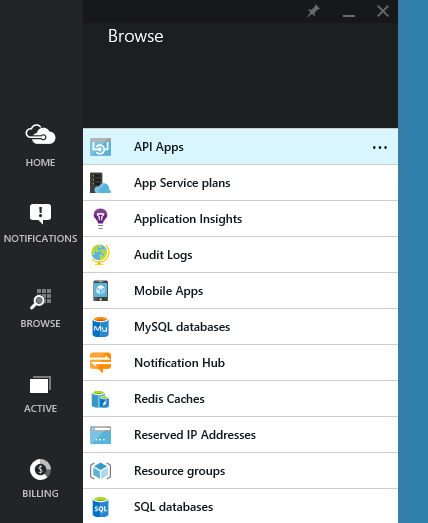 Browse
HOME
NOTIFICATIONS
BROWSE
ACTIVE
BILLING
API Apps
App Service plans
Application Insights
Audit Logs
Mobile Apps
MySQL databases
Notification Hub
Redis Caches
Reserved IP Addresses
Resource groups
SQL databases